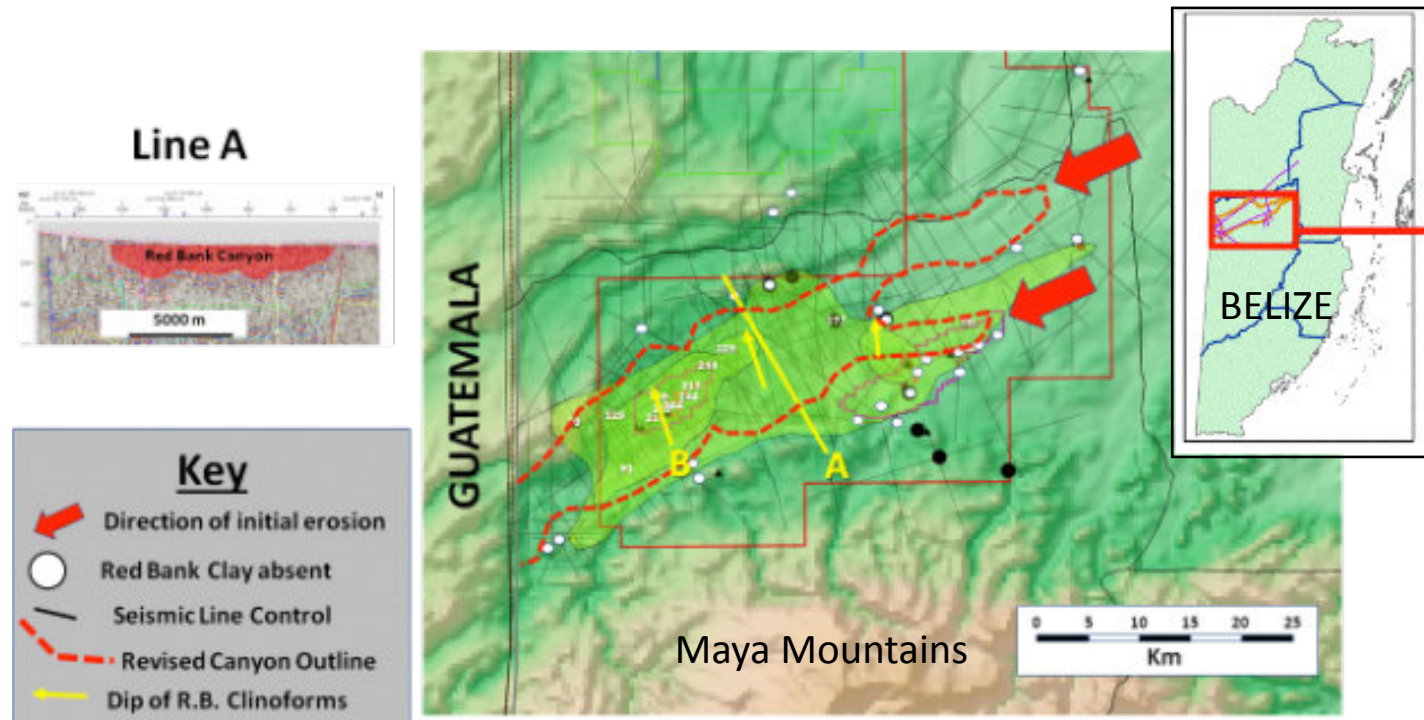 Line A
Red Bank Canyon
5000 m
Key
Direction of initial erosion
Red Bank Clay absent
Seismic Line Control
Revised Canyon Outline
Dip of R.B. Clinoforms
GUATEMALA
B
A
91
Maya Mountains
0 5 10 15 20 25
Km
BELIZE